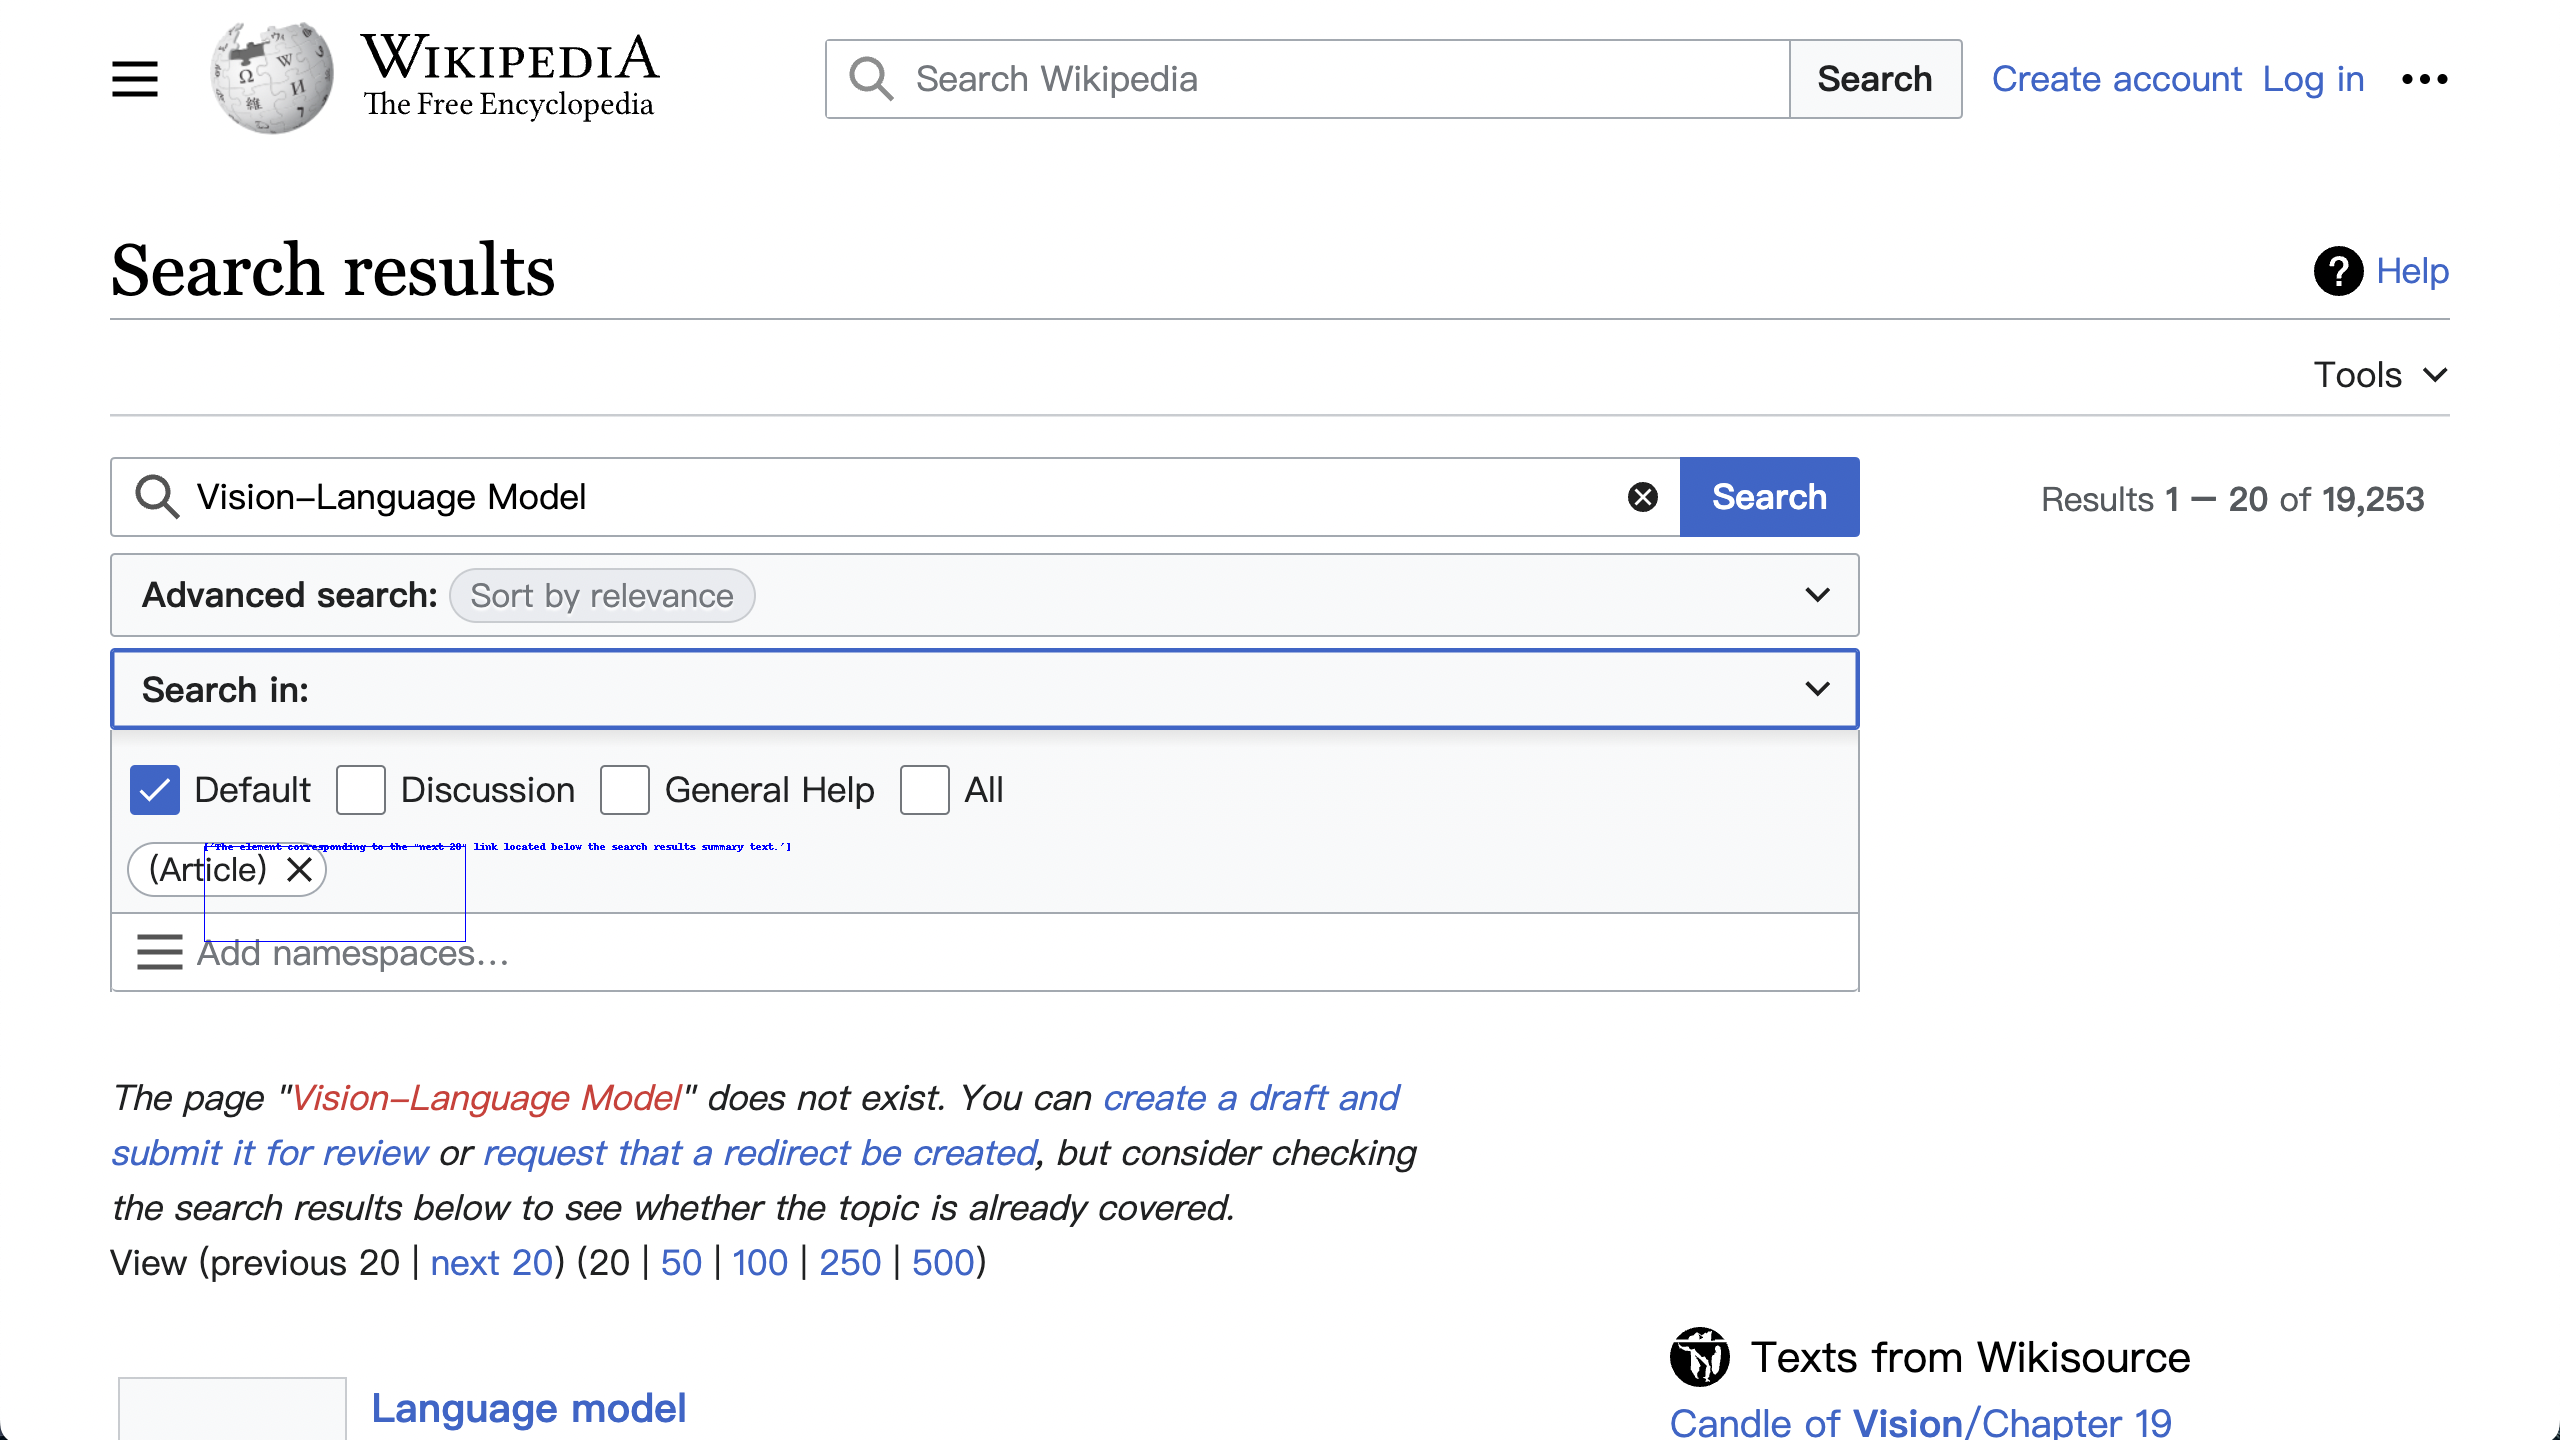 WIKIPEDIA
The Free Encyclopedia
Search Wikipedia
Search
Create account Log in
Search results
? Help
Tools
Vision–Language Model
Search
Results 1 – 20 of 19,253
Advanced search: Sort by relevance
Search in:
Default Discussion General Help All
['The element corresponding to the "next 20" link located below the search results summary text.']
(Article)
Add namespaces...
The page "Vision–Language Model" does not exist. You can create a draft and
submit it for review or request that a redirect be created, but consider checking
the search results below to see whether the topic is already covered.
View (previous 20 | next 20) (20 | 50 | 100 | 250 | 500)
Texts from Wikisource
Language model
Candle of Vision/Chapter 19